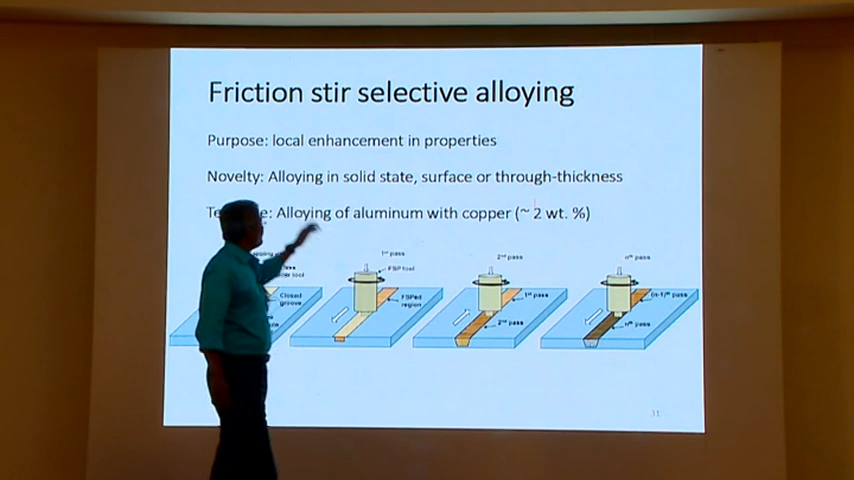 Friction stir selective alloying
Purpose: local enhancement in properties
Novelty: Alloying in solid state, surface or through-thickness
Te e: Alloying of aluminum with copper (~ 2 wt. %)
1st pass
2nd pass
nth pass
FSP tool
Closed
groove
FSPed
region
1st pass
2nd pass
(n-1)th pass
nth pass
31